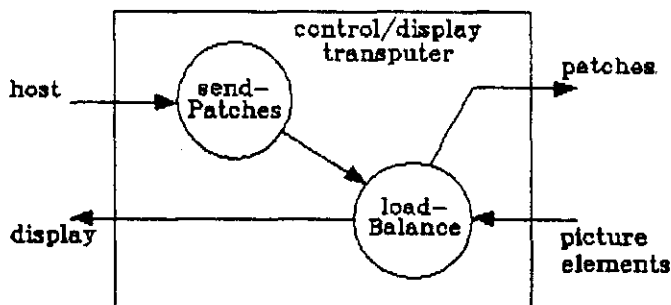 control/display
transputer
host
send-
Patches
patches
load-
Balance
display
picture
elements